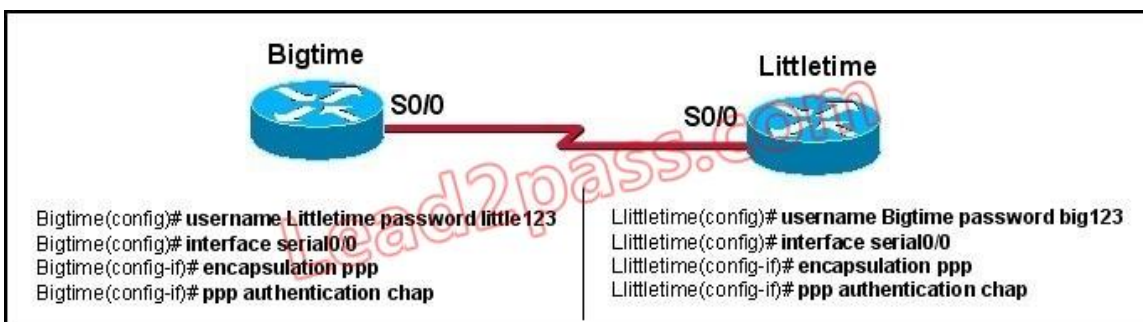 Bigtime
Littletime
S0/0
S0/0
Lead2pass.com
Bigtime(config)# username Littletime password little123
Bigtime(config)# interface serial0/0
Bigtime(config-if)# encapsulation ppp
Bigtime(config-if)# ppp authentication chap
Llittletime(config)# username Bigtime password big123
Llittletime(config)# interface serial0/0
Llittletime(config-if)# encapsulation ppp
Llittletime(config-if)# ppp authentication chap